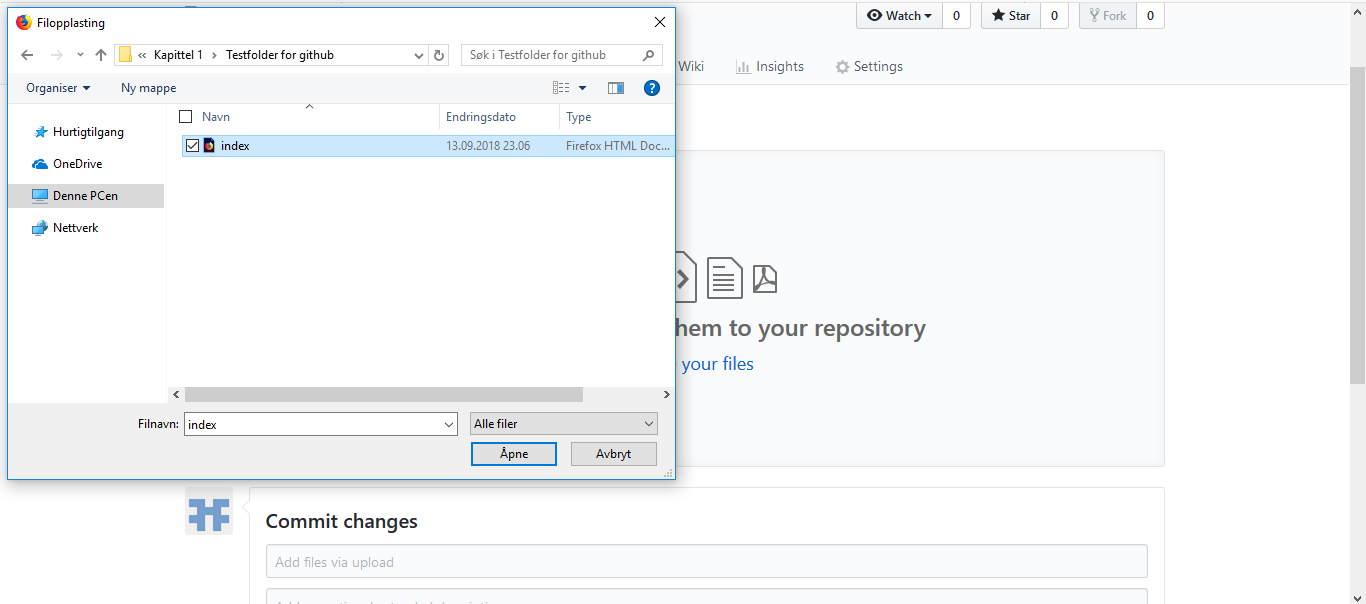 Filopplasting
« Kapittel 1 › Testfolder for github
Søk i Testfolder for github
Organiser
Ny mappe
?
Hurtigtilgang
OneDrive
Denne PCen
Nettverk
Navn Endringsdato Type
index 13.09.2018 23.06 Firefox HTML Doc...
Filnavn: index
Alle filer
Åpne Avbryt
Watch 0 Star 0 Fork 0
Wiki Insights Settings
hem to your repository
your files
Commit changes
Add files via upload